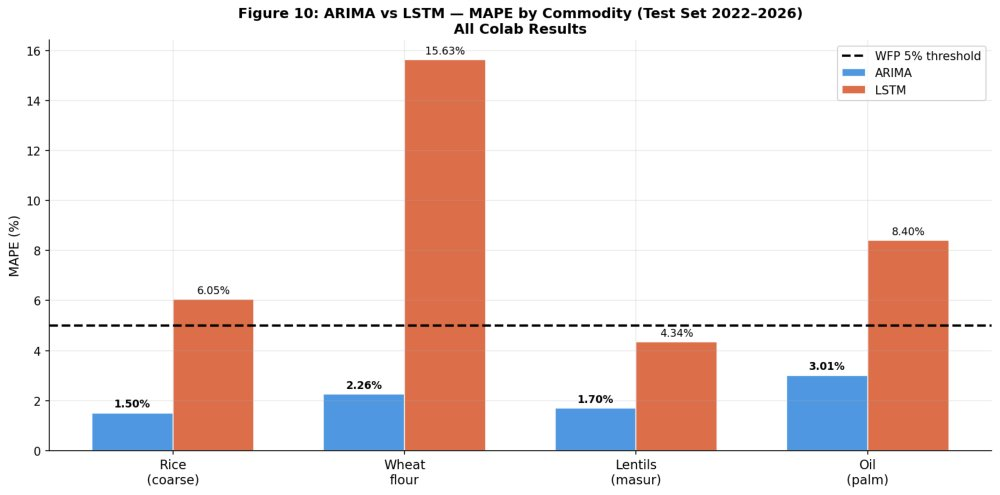 Figure 10: ARIMA vs LSTM — MAPE by Commodity (Test Set 2022–2026)
All Colab Results
WFP 5% threshold
ARIMA
LSTM
MAPE (%)
16
14
12
10
8
6
4
2
0
1.50%
6.05%
2.26%
15.63%
1.70%
4.34%
3.01%
8.40%
Rice
(coarse)
Wheat
flour
Lentils
(masur)
Oil
(palm)